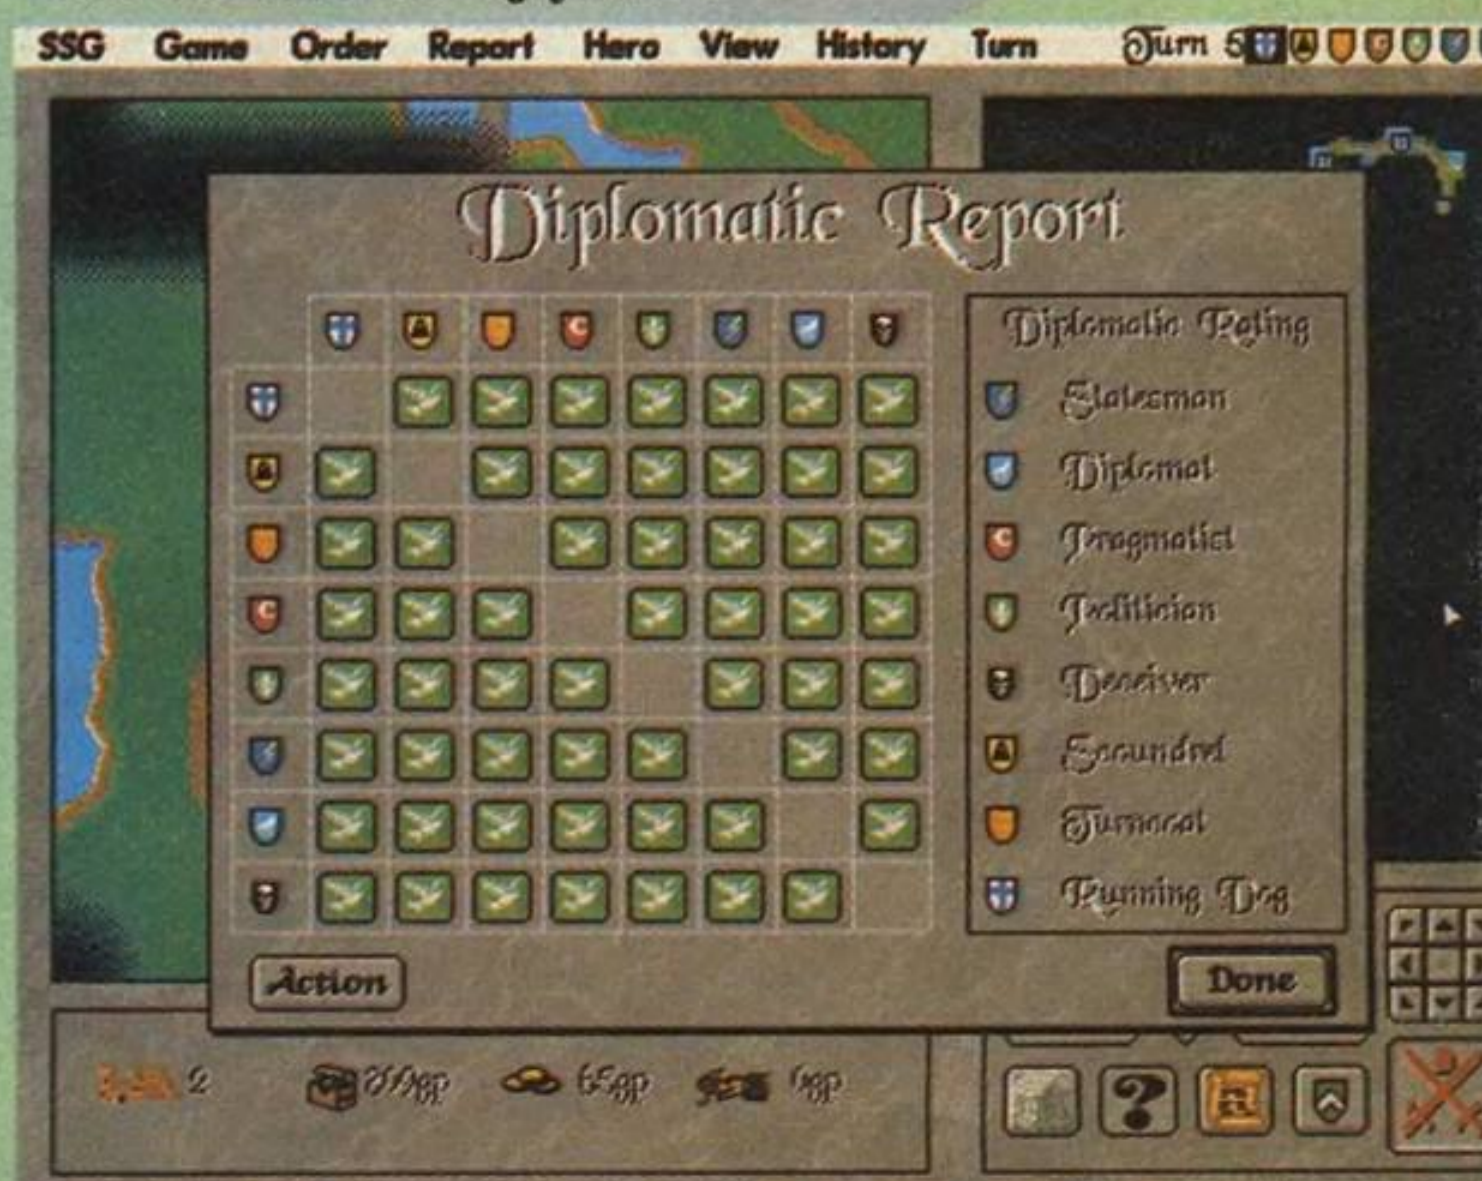 SSG Game Order Report Hero View History Turn Turn 5
Diplomatic Report
Diplomatic Rating
Statesman
Diplomat
Pragmatist
Politician
Deceiver
Scoundrel
Turncoat
Running Dog
Action
Done
2 65gp